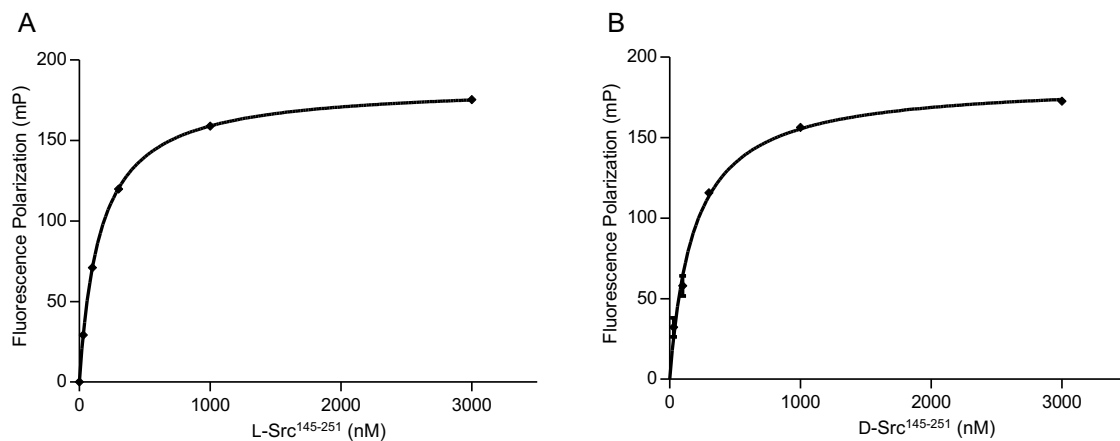 A
Fluorescence Polarization (mP)
200
150
100
50
0
0 1000 2000 3000
L-Src145-251 (nM)
B
Fluorescence Polarization (mP)
200
150
100
50
0
0 1000 2000 3000
D-Src145-251 (nM)